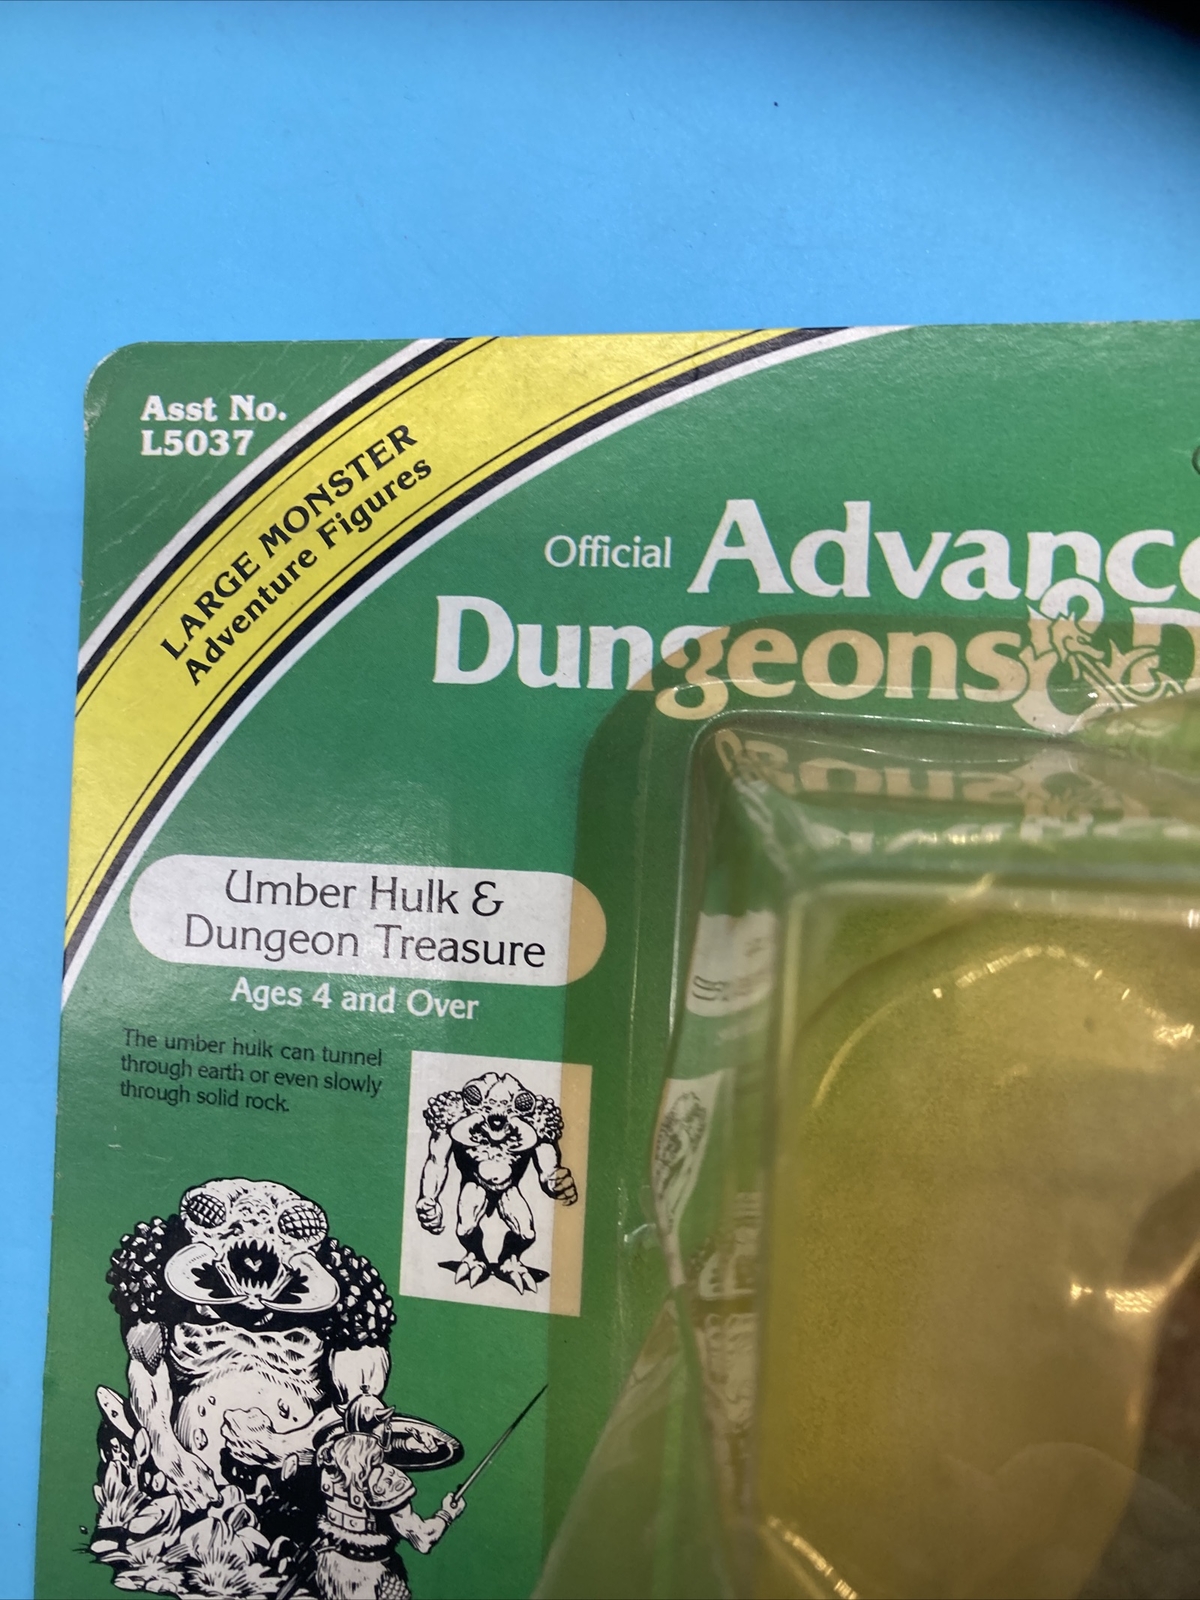 Asst No.
L5037
LARGE MONSTER
Adventure Figures
Official Advance
Dungeons & D
Umber Hulk &
Dungeon Treasure
Ages 4 and Over
The umber hulk can tunnel
through earth or even slowly
through solid rock.